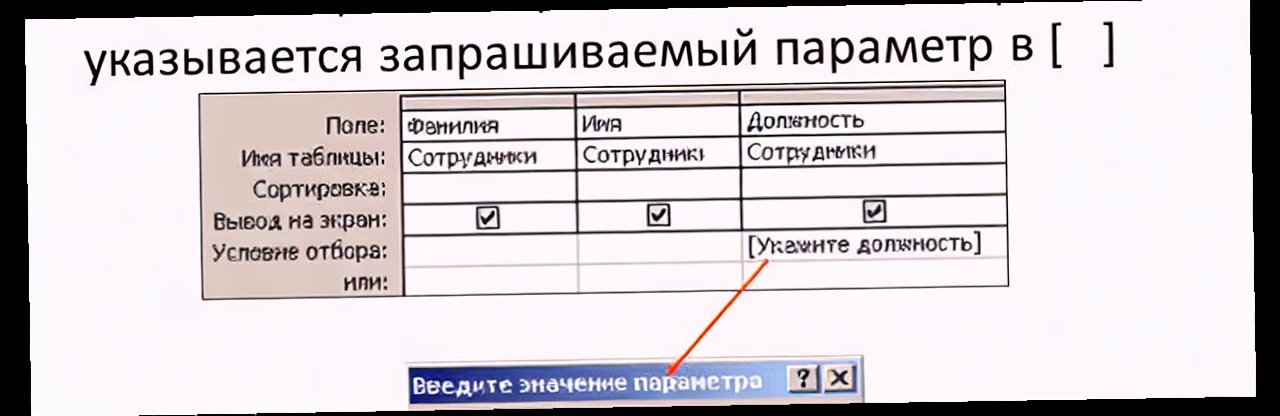 указывается запрашиваемый параметр в [ ]
Поле: Фамилия Имя Должность
Имя таблицы: Сотрудники Сотрудники Сотрудники
Сортировка:
Вывод на экран:
Условие отбора: [Укажите должность]
или:
Введите значение параметра ?